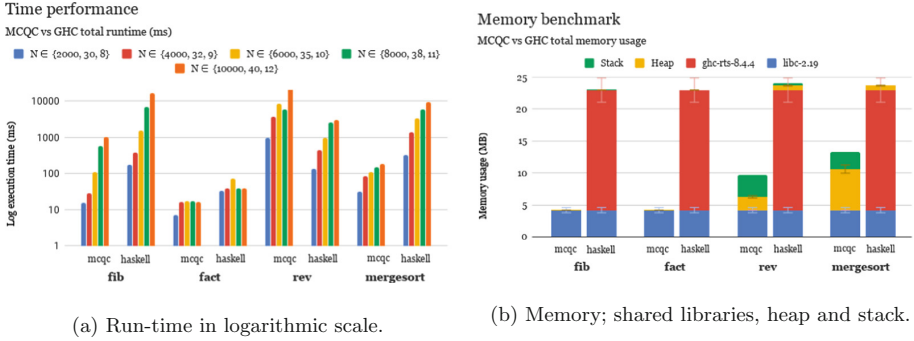 Time performance
MCQC vs GHC total runtime (ms)
N ∈ {2000, 30, 8} N ∈ {4000, 32, 9} N ∈ {6000, 35, 10} N ∈ {8000, 38, 11}
N ∈ {10000, 40, 12}
Log execution time (ms)
10000
1000
100
10
1
mcqc haskell mcqc haskell mcqc haskell mcqc haskell
fib fact rev mergesort
(a) Run-time in logarithmic scale.
Memory benchmark
MCQC vs GHC total memory usage
Stack Heap ghc-rts-8.4.4 libc-2.19
Memory usage (MB)
25
20
15
10
5
0
mcqc haskell mcqc haskell mcqc haskell mcqc haskell
fib fact rev mergesort
(b) Memory; shared libraries, heap and stack.